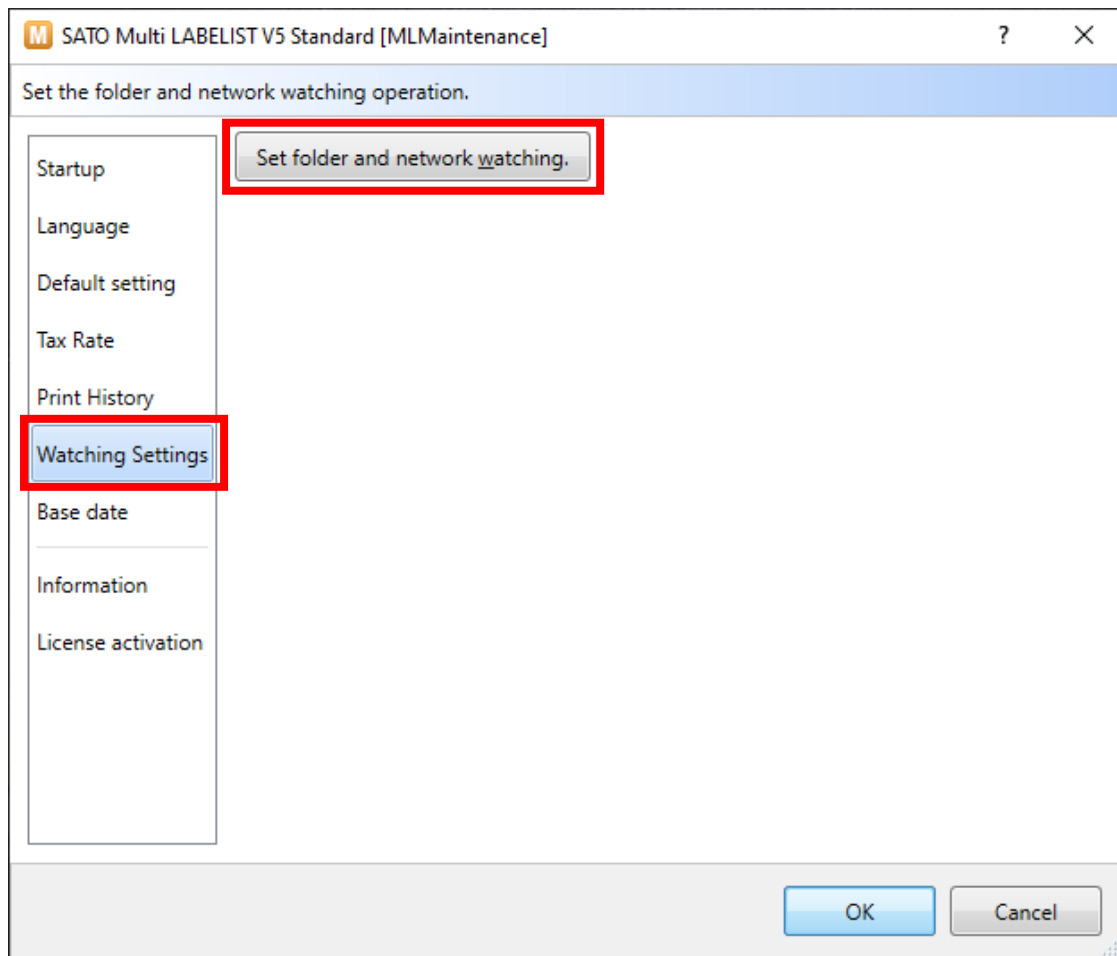 M SATO Multi LABELIST V5 Standard [MLMaintenance] ?
Set the folder and network watching operation.
Set folder and network watching.
Startup
Language
Default setting
Tax Rate
Print History
Watching Settings
Base date
Information
License activation
OK Cancel